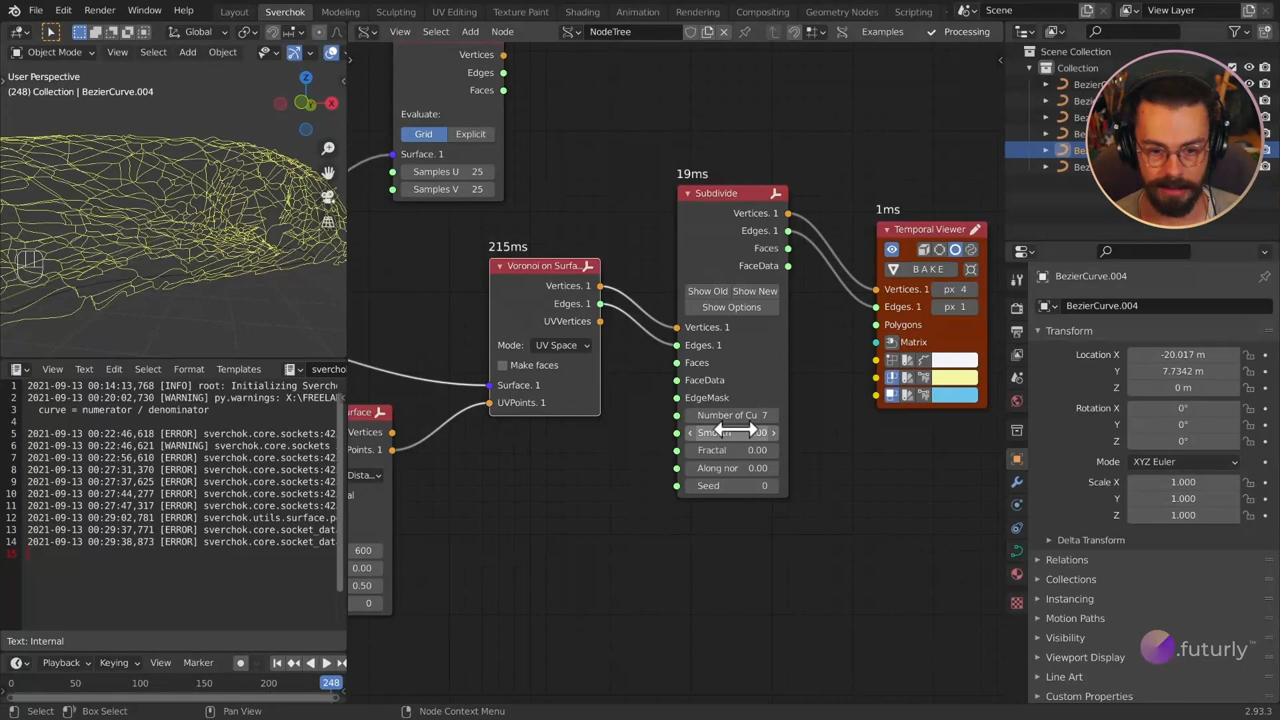 File Edit Render Window Help
Layout Sverchok Modeling Sculpting UV Editing Texture Paint Shading Animation Rendering Compositing Geometry Nodes Scripting
Scene View Layer
Global View Select Add Node NodeTree Examples Processing
Object Mode View Select Add Object Global
User Perspective
(248) Collection | BezierCurve.004
Z
X
Y
Scene Collection
Collection
Vertices
Edges
Faces
Evaluate:
Grid Explicit
Surface. 1
Samples U 25
Samples V 25
215ms
Voronoi on Surfa..
Vertices. 1
Edges. 1
UVVertices
Mode: UV Space
Make faces
Surface. 1
UVPoints. 1
Vertices
Points. 1
Dista..
600
0.00
0.50
0
19ms
Subdivide
Vertices. 1
Edges. 1
Faces
FaceData
Show Old Show New
Show Options
Vertices. 1
Edges. 1
Faces
FaceData
EdgeMask
Number of Cu 7
Fractal 0.00
Along nor 0.00
Seed 0
1ms
Temporal Viewer
BAKE
Vertices. 1 px 4
Edges. 1 px 1
Polygons
Matrix
BezierCurve.004
BezierCurve.004
Transform
Location X -20.017 m
Y 7.7342 m
Z 0 m
Rotation X 0°
Y 0°
Z 0°
Mode XYZ Euler
Scale X 1.000
Y 1.000
Z 1.000
Delta Transform
Relations
Collections
Instancing
Motion Paths
Visibility
Viewport Display
Line Art
Custom Properties
.futurly
View Text Edit Select Format Templates sverchok
1 2021-09-13 00:14:13,768 [INFO] root: Initializing Sverch
2 2021-09-13 00:20:02,730 [WARNING] py.warnings: X:\FREELAN
3 curve = numerator / denominator
4
5 2021-09-13 00:22:46,618 [ERROR] sverchok.core.sockets:42
6 2021-09-13 00:22:46,621 [WARNING] sverchok.core.sockets:
7 2021-09-13 00:22:56,610 [ERROR] sverchok.core.sockets:42
8 2021-09-13 00:27:31,370 [ERROR] sverchok.core.sockets:42
9 2021-09-13 00:27:37,625 [ERROR] sverchok.core.sockets:42
10 2021-09-13 00:27:44,277 [ERROR] sverchok.core.sockets:42
11 2021-09-13 00:27:47,317 [ERROR] sverchok.core.sockets:42
12 2021-09-13 00:29:02,781 [ERROR] sverchok.utils.surface.p
13 2021-09-13 00:29:37,771 [ERROR] sverchok.core.socket_dat
14 2021-09-13 00:29:38,873 [ERROR] sverchok.core.socket_dat
15
Text: Internal
Playback Keying View Marker
0 50 100 150 200 248
Select Box Select Pan View Node Context Menu 2.93.3